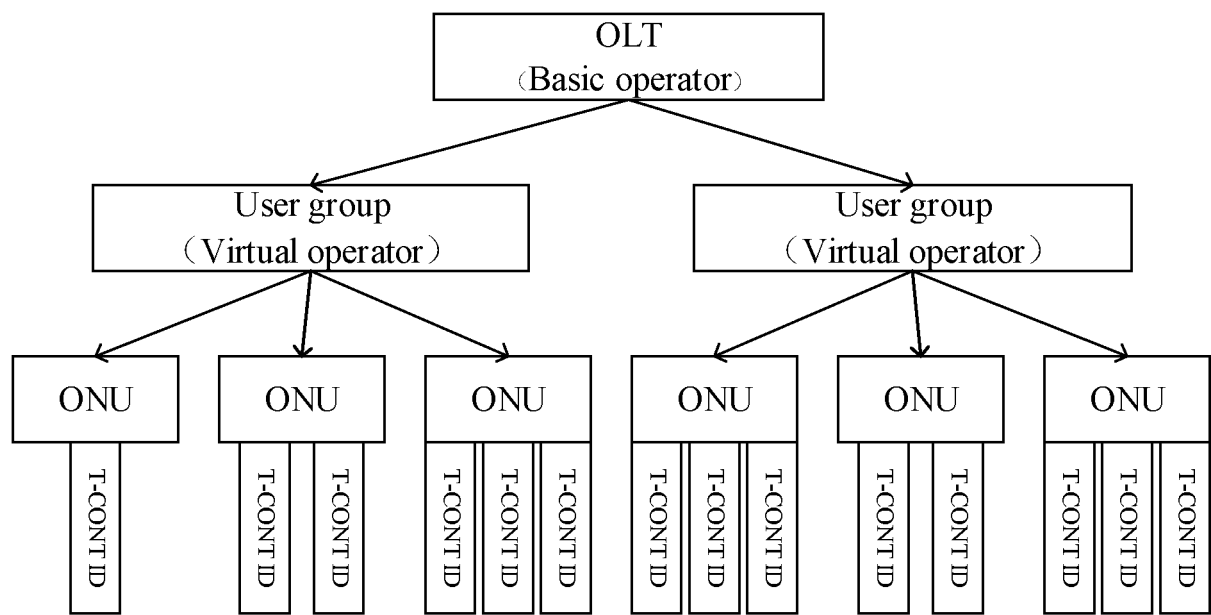 OLT
（Basic operator）
User group
（Virtual operator）
User group
（Virtual operator）
ONU
ONU
ONU
ONU
ONU
ONU
T-CONT ID
T-CONT ID
T-CONT ID
T-CONT ID
T-CONT ID
T-CONT ID
T-CONT ID
T-CONT ID
T-CONT ID
T-CONT ID
T-CONT ID
T-CONT ID
T-CONT ID
T-CONT ID